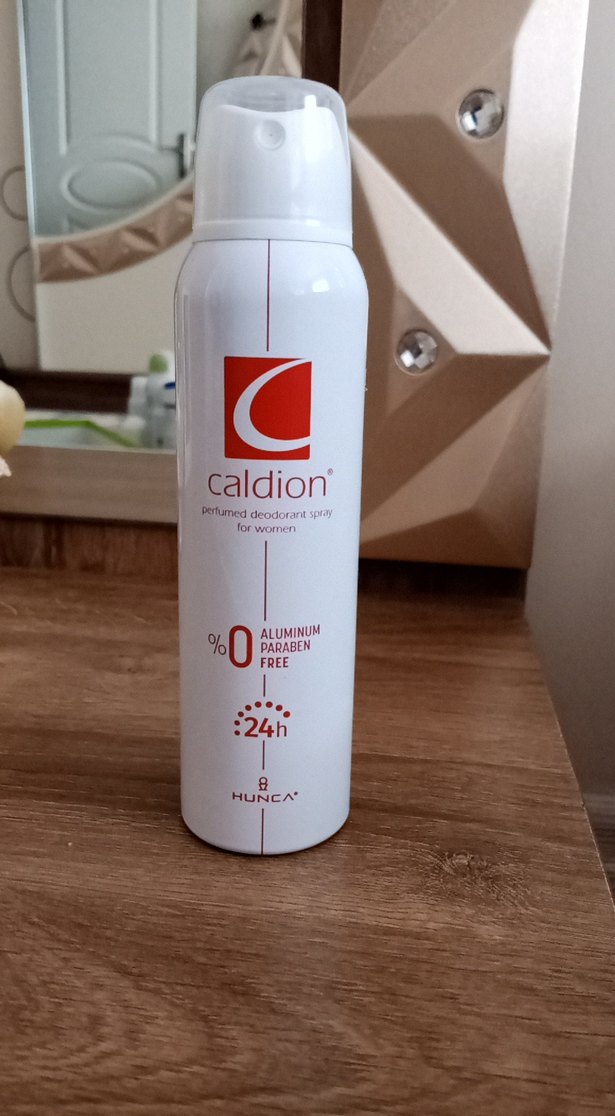 caldion®
perfumed deodorant spray
for women
%0 ALUMINUM
PARABEN
FREE
24h
HUNCA®